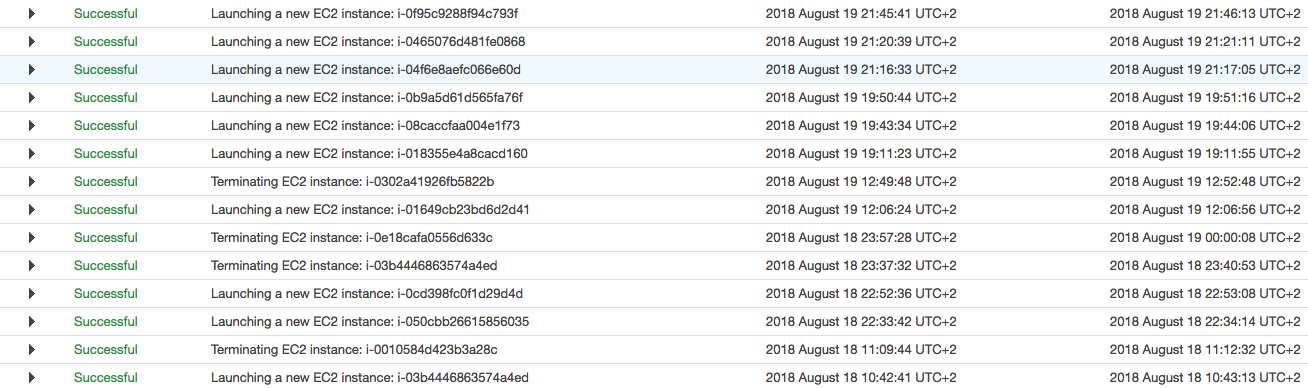 Successful Launching a new EC2 instance: i-0f95c9288f94c793f 2018 August 19 21:45:41 UTC+2 2018 August 19 21:46:13 UTC+2
Successful Launching a new EC2 instance: i-0465076d481fe0868 2018 August 19 21:20:39 UTC+2 2018 August 19 21:21:11 UTC+2
Successful Launching a new EC2 instance: i-04f6e8aefc066e60d 2018 August 19 21:16:33 UTC+2 2018 August 19 21:17:05 UTC+2
Successful Launching a new EC2 instance: i-0b9a5d61d565fa76f 2018 August 19 19:50:44 UTC+2 2018 August 19 19:51:16 UTC+2
Successful Launching a new EC2 instance: i-08caccfaa004e1f73 2018 August 19 19:43:34 UTC+2 2018 August 19 19:44:06 UTC+2
Successful Launching a new EC2 instance: i-018355e4a8cacd160 2018 August 19 19:11:23 UTC+2 2018 August 19 19:11:55 UTC+2
Successful Terminating EC2 instance: i-0302a41926fb5822b 2018 August 19 12:49:48 UTC+2 2018 August 19 12:52:48 UTC+2
Successful Launching a new EC2 instance: i-01649cb23bd6d2d41 2018 August 19 12:06:24 UTC+2 2018 August 19 12:06:56 UTC+2
Successful Terminating EC2 instance: i-0e18cafa0556d633c 2018 August 18 23:57:28 UTC+2 2018 August 19 00:00:08 UTC+2
Successful Terminating EC2 instance: i-03b4446863574a4ed 2018 August 18 23:37:32 UTC+2 2018 August 18 23:40:53 UTC+2
Successful Launching a new EC2 instance: i-0cd398fc0f1d29d4d 2018 August 18 22:52:36 UTC+2 2018 August 18 22:53:08 UTC+2
Successful Launching a new EC2 instance: i-050cbb26615856035 2018 August 18 22:33:42 UTC+2 2018 August 18 22:34:14 UTC+2
Successful Terminating EC2 instance: i-0010584d423b3a28c 2018 August 18 11:09:44 UTC+2 2018 August 18 11:12:32 UTC+2
Successful Launching a new EC2 instance: i-03b4446863574a4ed 2018 August 18 10:42:41 UTC+2 2018 August 18 10:43:13 UTC+2